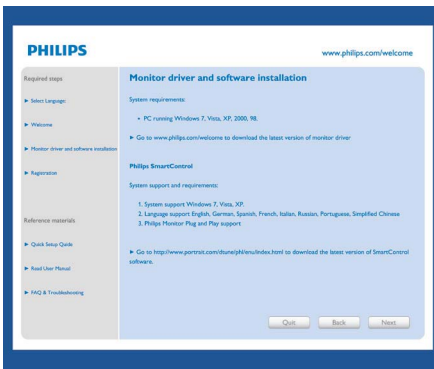 PHILIPS
www.philips.com/welcome
Required steps
Select Language:
Welcome
Monitor driver and software installation
Registration
Reference materials
Quick Setup Quide
Read User Manual
FAQ & Troubleshooting
Monitor driver and software installation
System requirements:
• PC running Windows 7, Vista, XP, 2000, 98.
Go to www.philips.com/welcome to download the latest version of monitor driver
Philips SmartControl
System support and requirements:
1. System support Windows 7, Vista, XP.
2. Language support English, German, Spanish, French, Italian, Russian, Portuguese, Simplified Chinese
3. Philips Monitor Plug and Play support
Go to http://www.portrait.com/dtune/phl/enu/index.html to download the latest version of SmartControl
software.
Quit
Back
Next